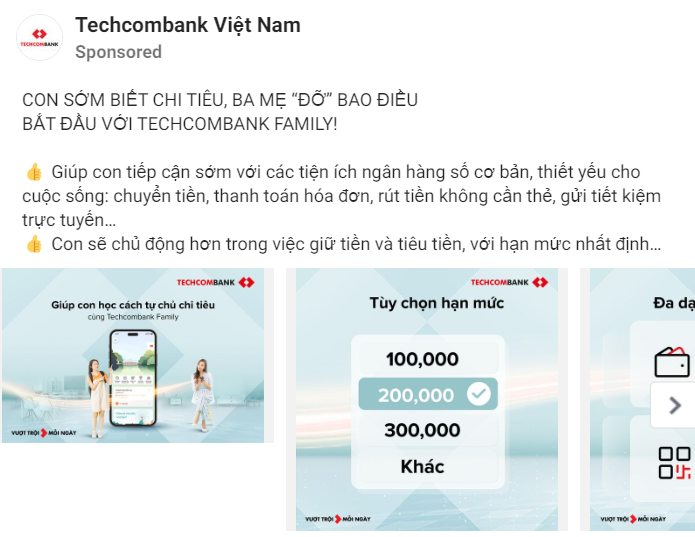 Techcombank Việt Nam
Sponsored
TECHCOMBANK
CON SỚM BIẾT CHI TIÊU, BA MẸ “ĐỠ” BAO ĐIỀU
BẮT ĐẦU VỚI TECHCOMBANK FAMILY!
👍 Giúp con tiếp cận sớm với các tiện ích ngân hàng số cơ bản, thiết yếu cho
cuộc sống: chuyển tiền, thanh toán hóa đơn, rút tiền không cần thẻ, gửi tiết kiệm
trực tuyến…
👍 Con sẽ chủ động hơn trong việc giữ tiền và tiêu tiền, với hạn mức nhất định…
TECHCOMBANK
Giúp con học cách tự chủ chi tiêu
cùng Techcombank Family
VƯỢT TRỘI MỖI NGÀY
TECHCOMBANK
Tùy chọn hạn mức
100,000
200,000
300,000
Khác
VƯỢT TRỘI MỖI NGÀY
Đa
VƯỢT TRỘI MỖI NGÀY